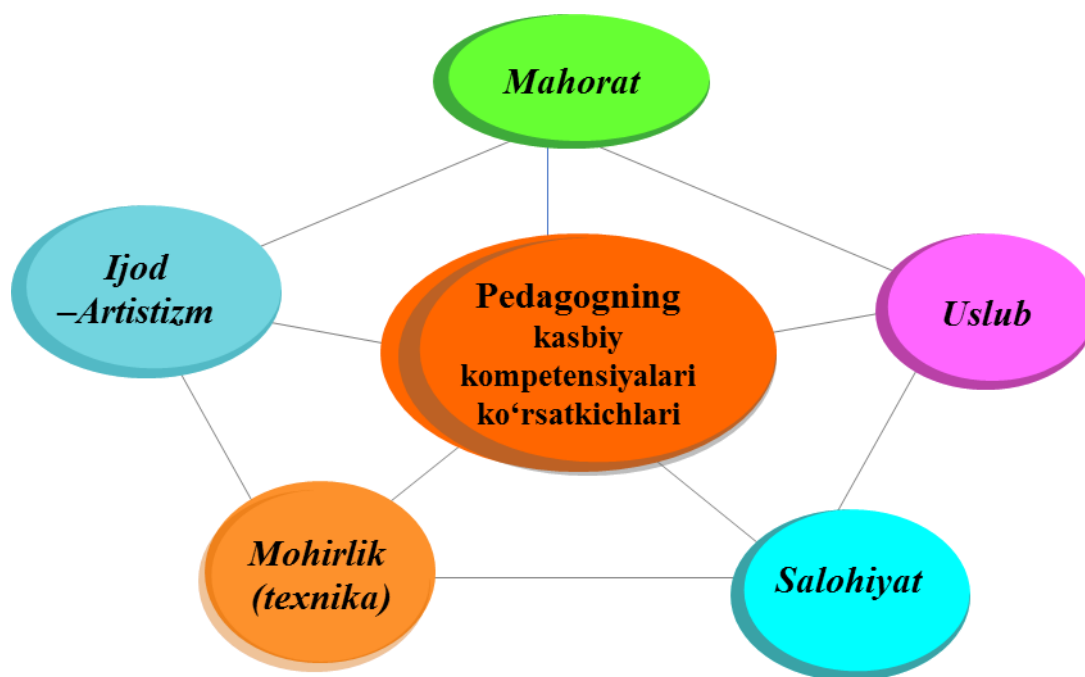 Mahorat
Ijod
–Artistizm
Pedagogning
kasbiy
kompetensiyalari
ko‘rsatkichlari
Uslub
Mohirlik
(texnika)
Salohiyat